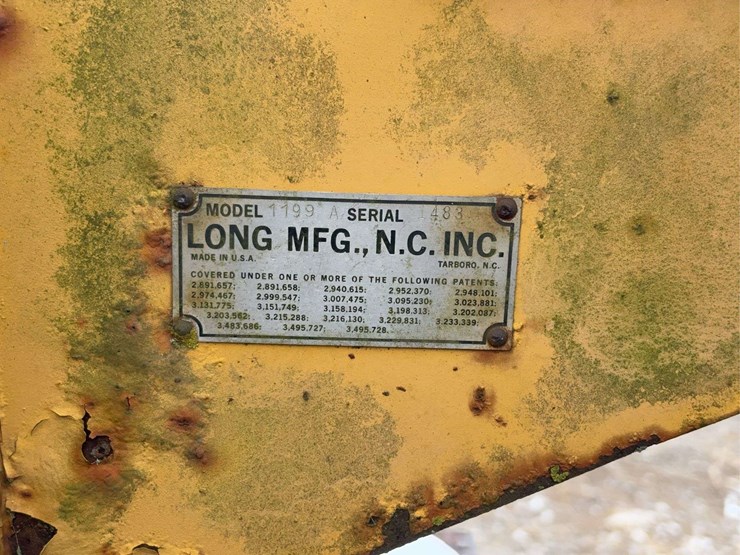 MODEL 1199 A SERIAL 1483
LONG MFG., N.C. INC.
MADE IN U.S.A. TARBORO, N.C.
COVERED UNDER ONE OR MORE OF THE FOLLOWING PATENTS:
2,891,657; 2,891,658; 2,940,615; 2,952,370; 2,948,101;
2,974,467; 2,999,547; 3,007,475; 3,095,230; 3,023,881;
3,131,775; 3,151,749; 3,158,194; 3,198,313; 3,202,087;
3,203,562; 3,215,288; 3,216,130; 3,229,831; 3,233,339;
3,483,686; 3,495,727; 3,495,728.